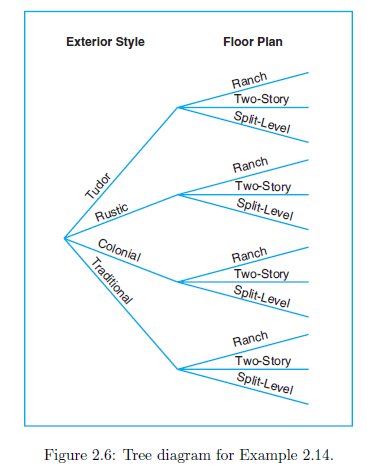 Exterior Style
Floor Plan
Tudor
Ranch
Two-Story
Split-Level
Rustic
Ranch
Two-Story
Split-Level
Colonial
Ranch
Two-Story
Split-Level
Traditional
Ranch
Two-Story
Split-Level
Figure 2.6: Tree diagram for Example 2.14.